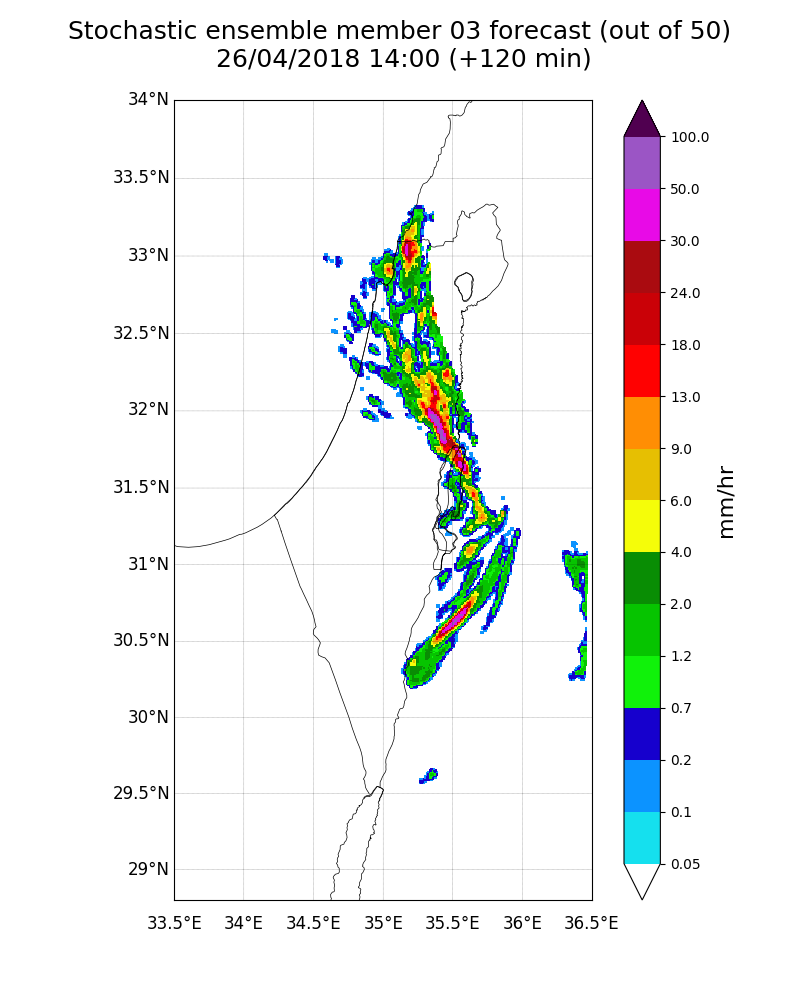 Stochastic ensemble member 03 forecast (out of 50)
26/04/2018 14:00 (+120 min)
34°N
33.5°N
33°N
32.5°N
32°N
31.5°N
31°N
30.5°N
30°N
29.5°N
29°N
33.5°E
34°E
34.5°E
35°E
35.5°E
36°E
36.5°E
100.0
50.0
30.0
24.0
18.0
13.0
9.0
6.0
4.0
2.0
1.2
0.7
0.2
0.1
0.05
mm/hr